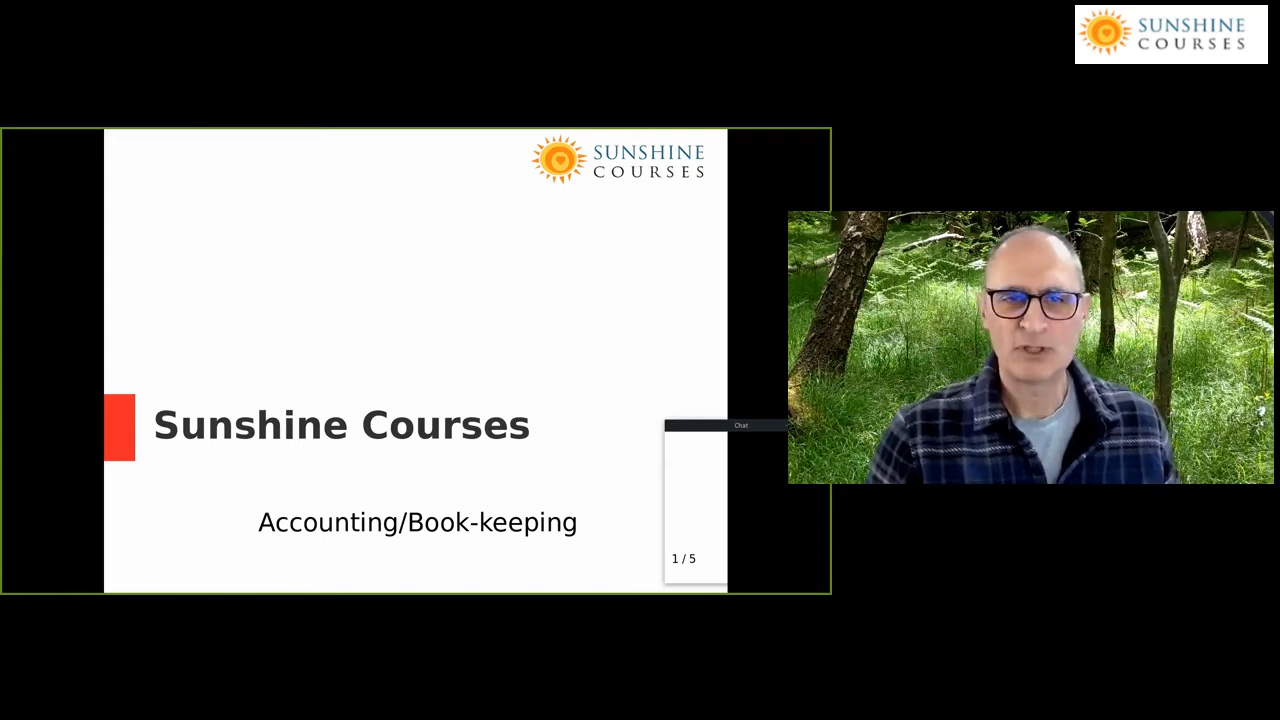 SUNSHINE
COURSES
SUNSHINE
COURSES
Sunshine Courses
Chat
Accounting/Book-keeping
1 / 5